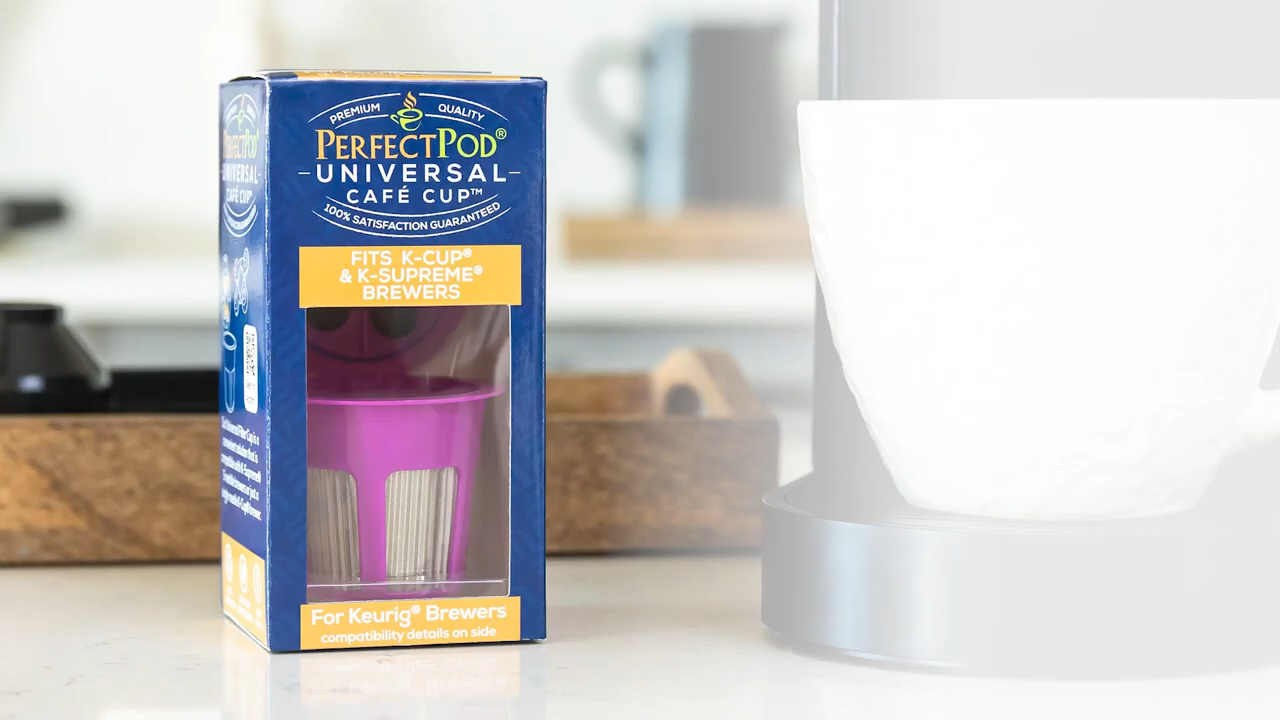 PREMIUM QUALITY
PERFECTPOD®
UNIVERSAL
CAFÉ CUP™
100% SATISFACTION GUARANTEED
FITS K-CUP®
& K-SUPREME®
BREWERS
For Keurig® Brewers
compatibility details on side
PERFECTPOD
UNIVERSAL
CAFÉ CUP